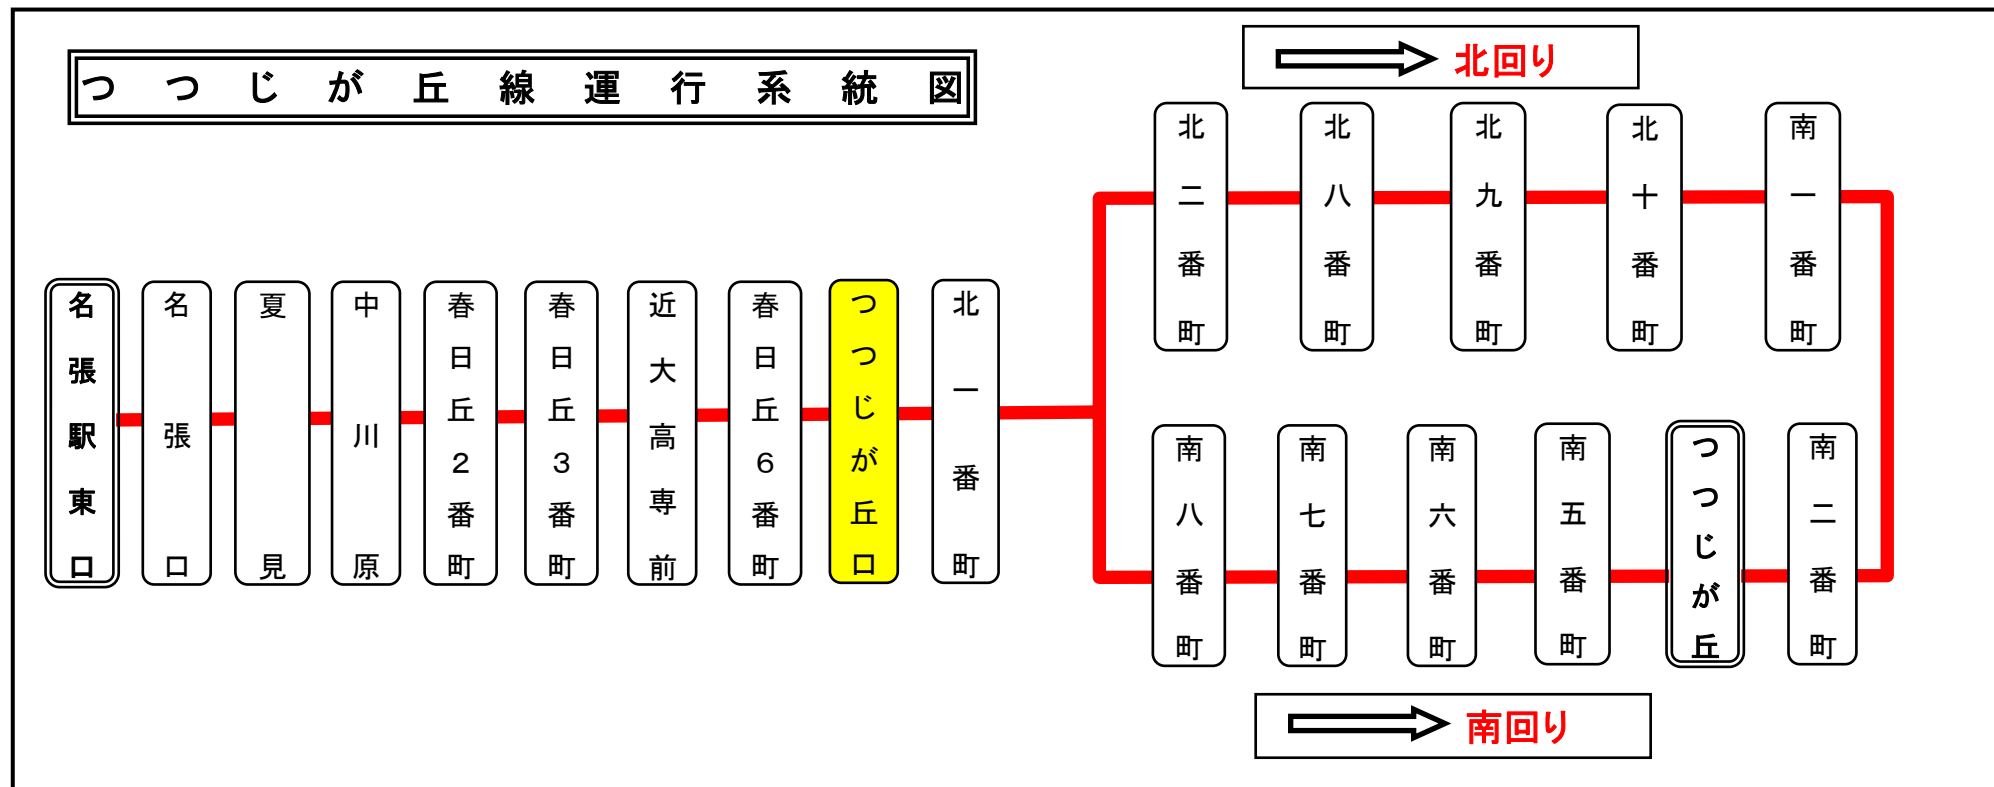 つつじが丘線運行系統図
北回り
北二番町
北八番町
北九番町
北十番町
南一番町
名張駅東口
名張口
夏見
中川原
春日丘2番町
春日丘3番町
近大高専前
春日丘6番町
つつじが丘口
北一番町
南八番町
南七番町
南六番町
南五番町
つつじが丘
南二番町
南回り